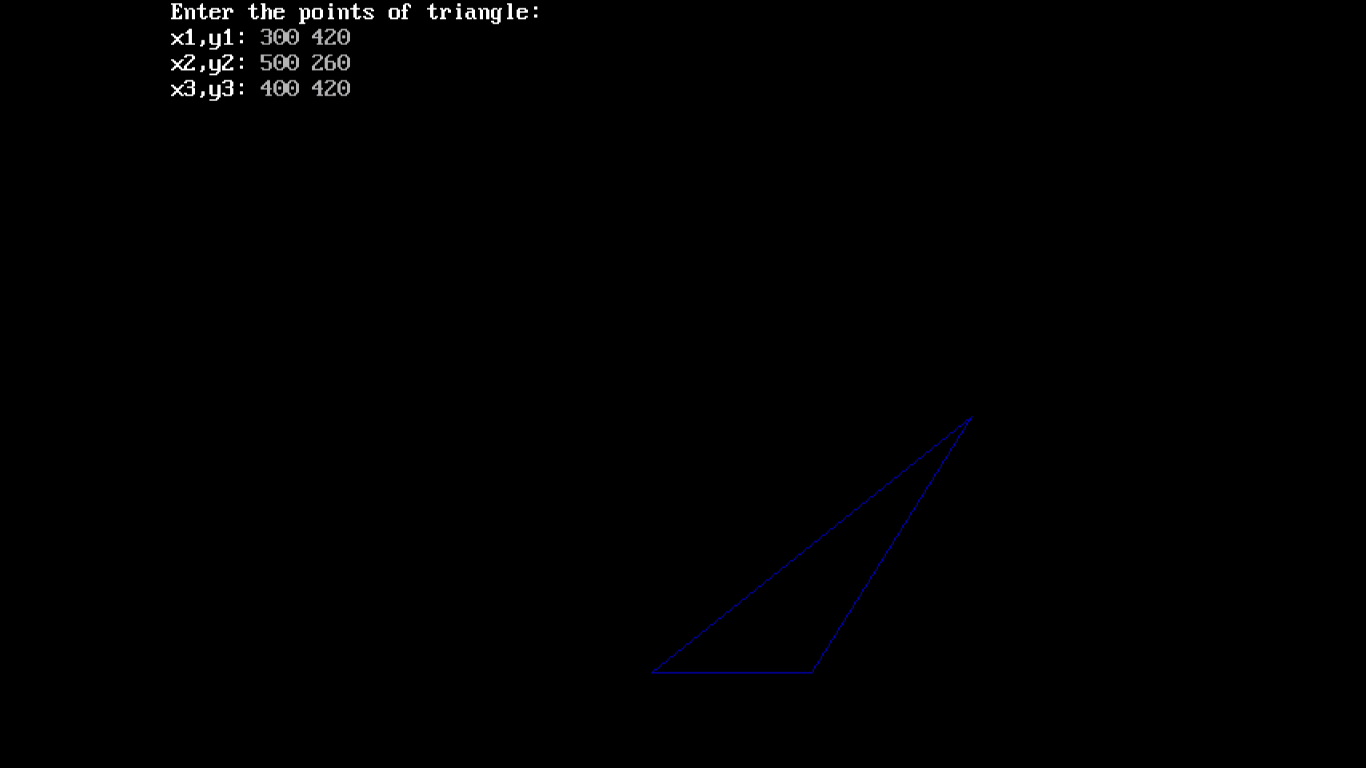 Enter the points of triangle:
x1,y1: 300 420
x2,y2: 500 260
x3,y3: 400 420